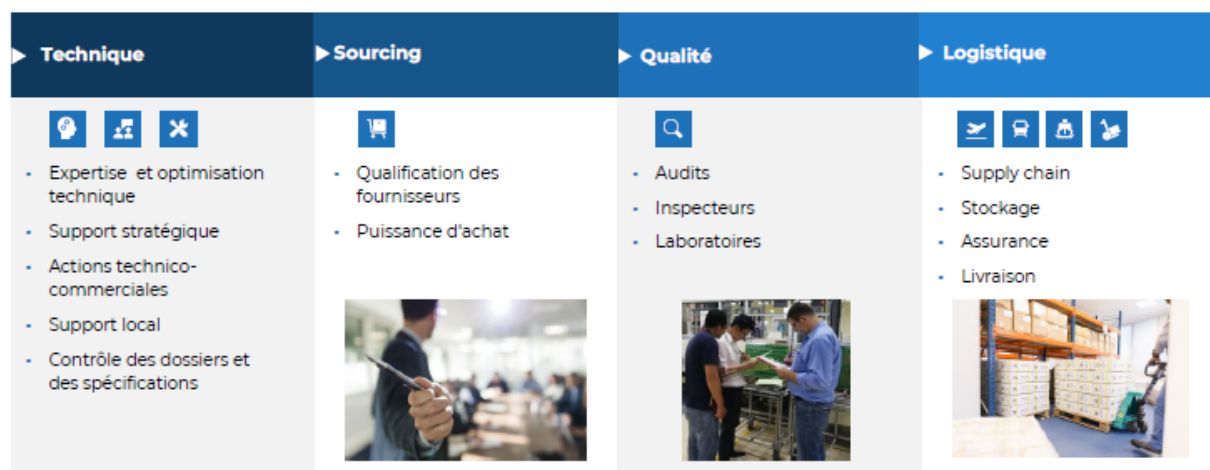 Technique
Expertise et optimisation
technique
Support stratégique
Actions technico-
commerciales
Support local
Contrôle des dossiers et
des spécifications
Sourcing
Qualification des
fournisseurs
Puissance d'achat
Qualité
Audits
Inspecteurs
Laboratoires
Logistique
Supply chain
Stockage
Assurance
Livraison